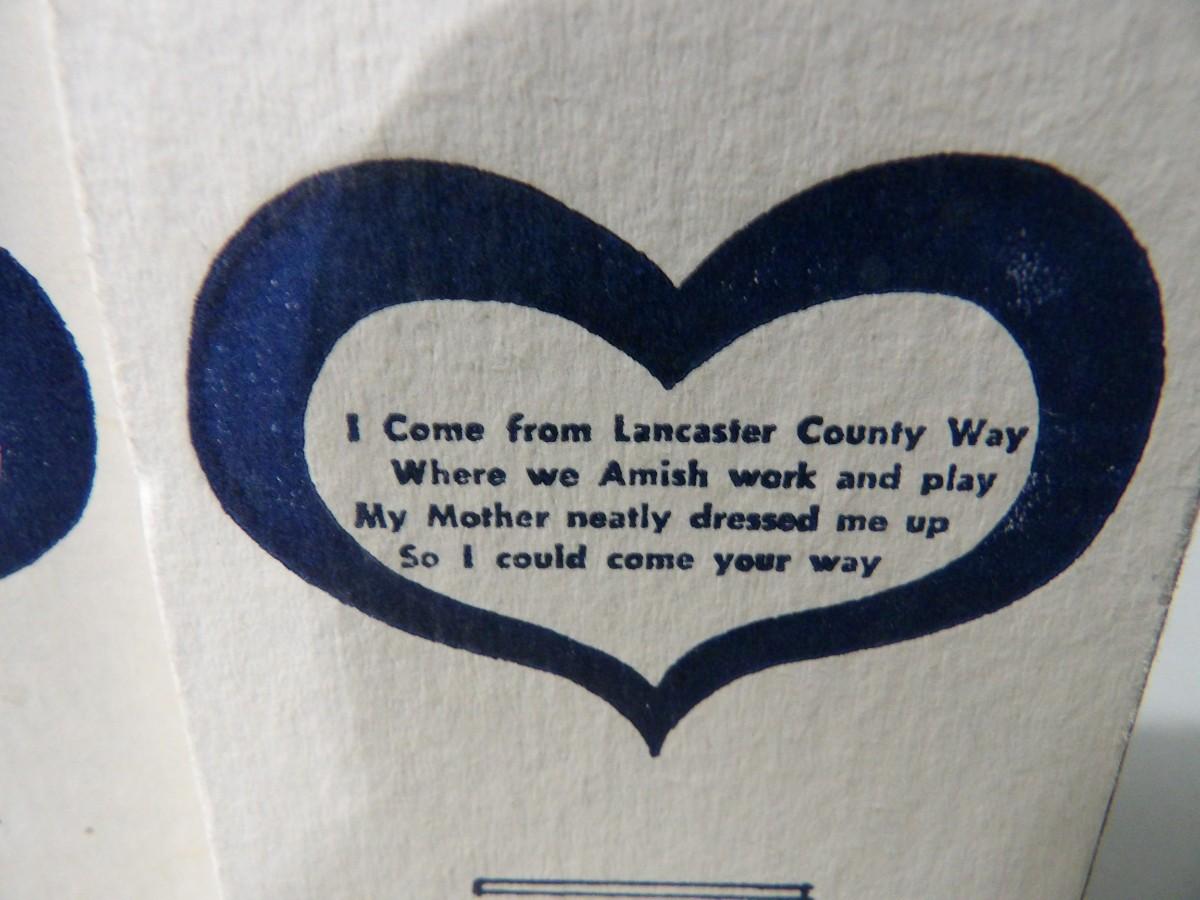 I Come from Lancaster County Way
Where we Amish work and play
My Mother neatly dressed me up
So I could come your way